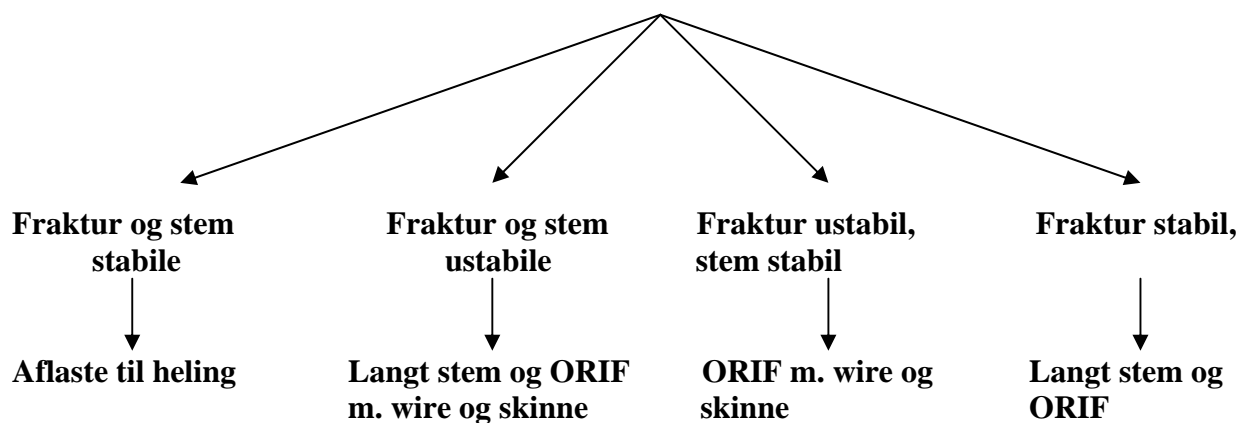 Fraktur og stem
stabile
Fraktur og stem
ustabile
Fraktur ustabil,
stem stabil
Fraktur stabil,
Aflaste til heling
Langt stem og ORIF
m. wire og skinne
ORIF m. wire og
skinne
Langt stem og
ORIF